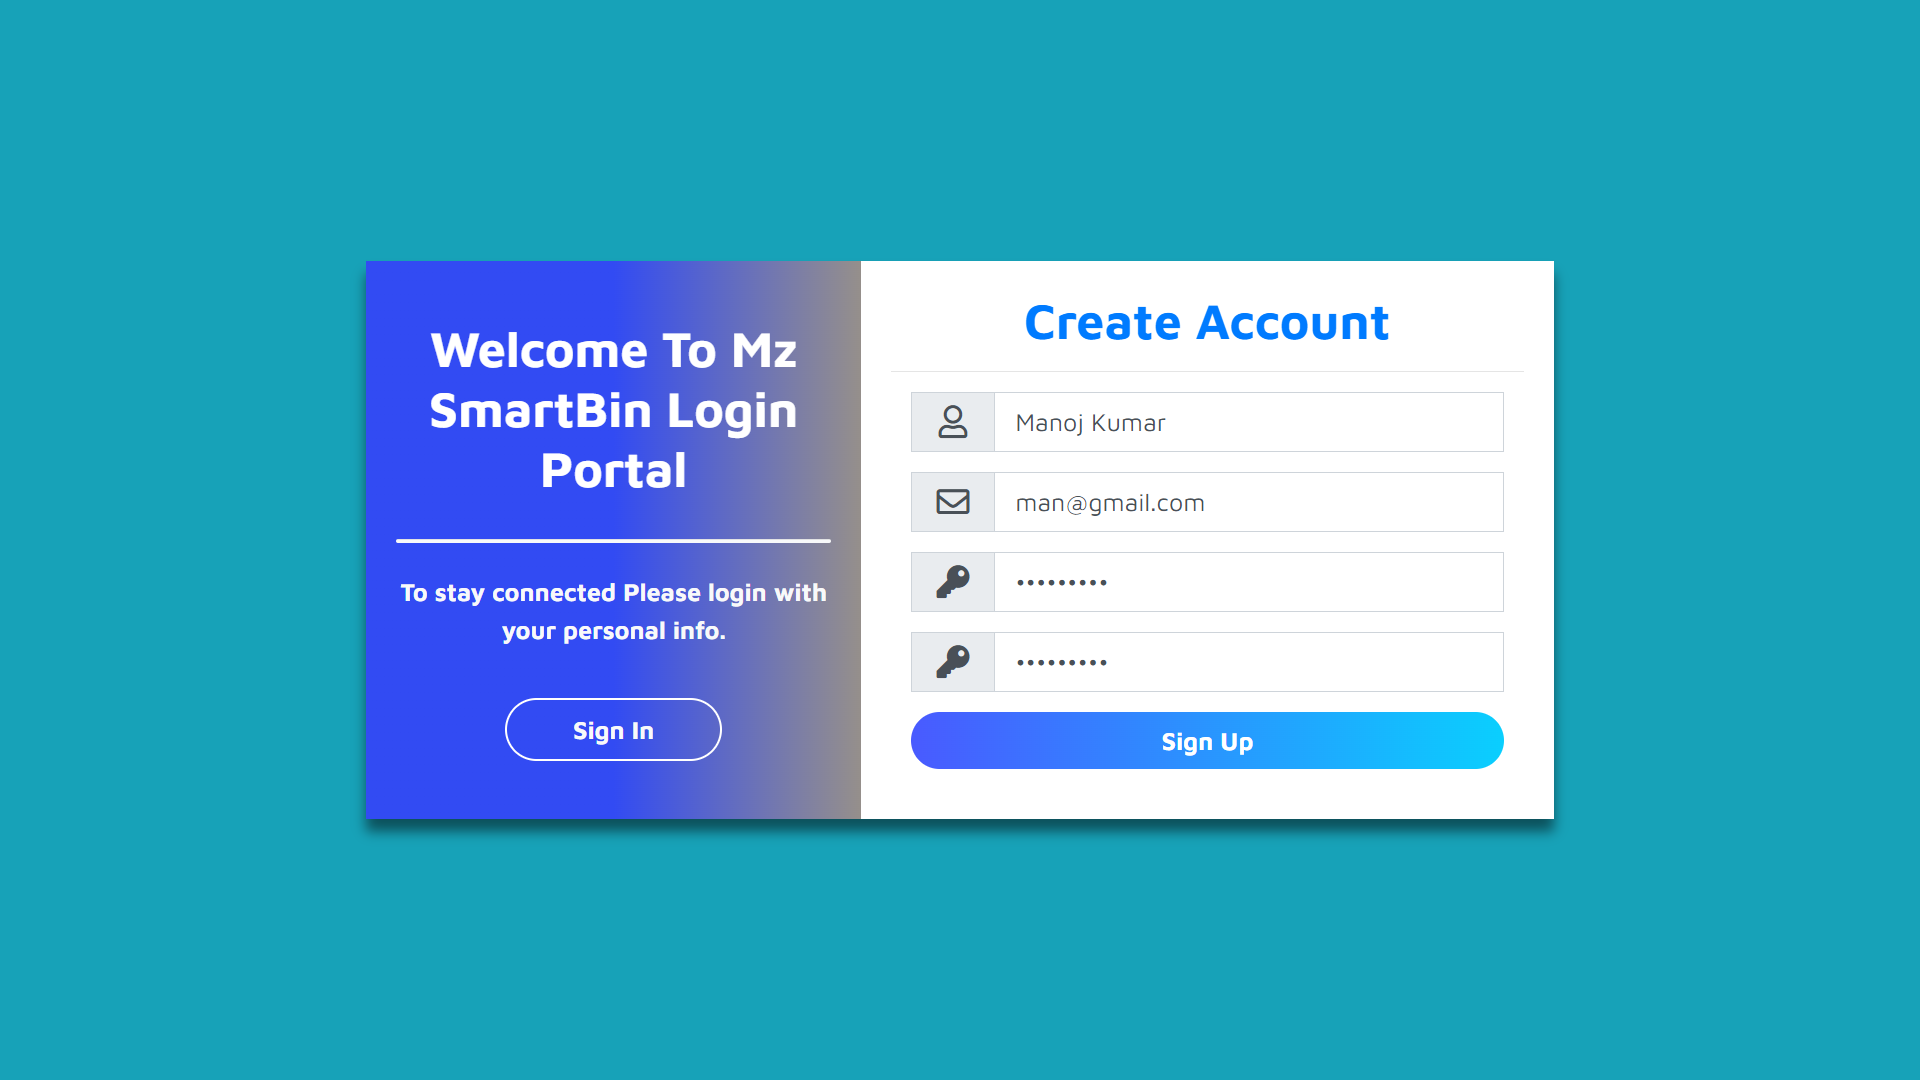 Welcome To Mz
SmartBin Login
Portal
To stay connected Please login with
your personal info.
Sign In
Create Account
Manoj Kumar
man@gmail.com
•••••••••
•••••••••
Sign Up